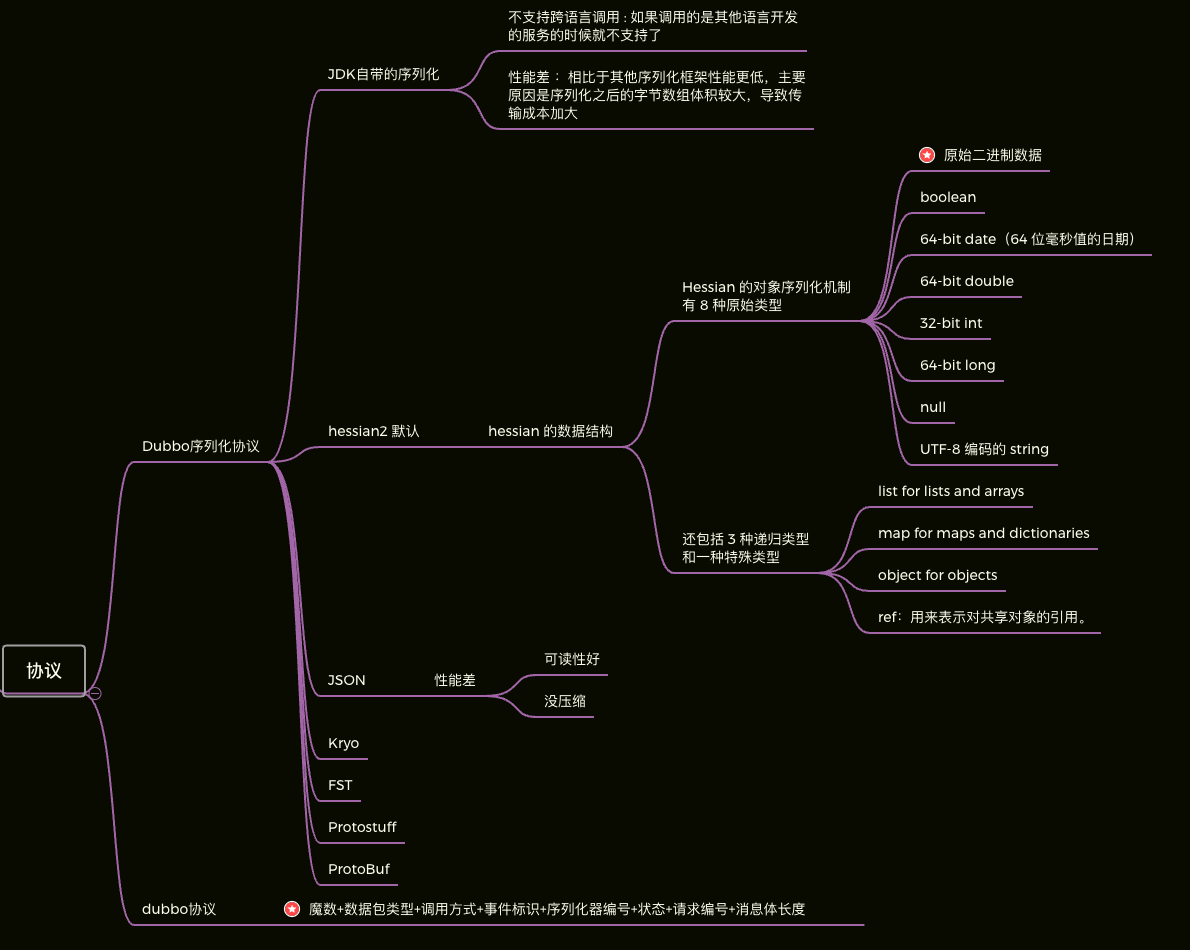 不支持跨语言调用 : 如果调用的是其他语言开发
的服务的时候就不支持了
JDK自带的序列化
性能差 ： 相比于其他序列化框架性能更低，主要
原因是序列化之后的字节数组体积较大，导致传
输成本加大
原始二进制数据
boolean
64-bit date（64 位毫秒值的日期）
64-bit double
Hessian 的对象序列化机制
有 8 种原始类型
32-bit int
64-bit long
null
UTF-8 编码的 string
Dubbo序列化协议
hessian2 默认
hessian 的数据结构
list for lists and arrays
还包括 3 种递归类型
和一种特殊类型
map for maps and dictionaries
object for objects
ref：用来表示对共享对象的引用。
协议
JSON
性能差
可读性好
没压缩
Kryo
FST
Protostuff
ProtoBuf
dubbo协议
魔数+数据包类型+调用方式+事件标识+序列化器编号+状态+请求编号+消息体长度